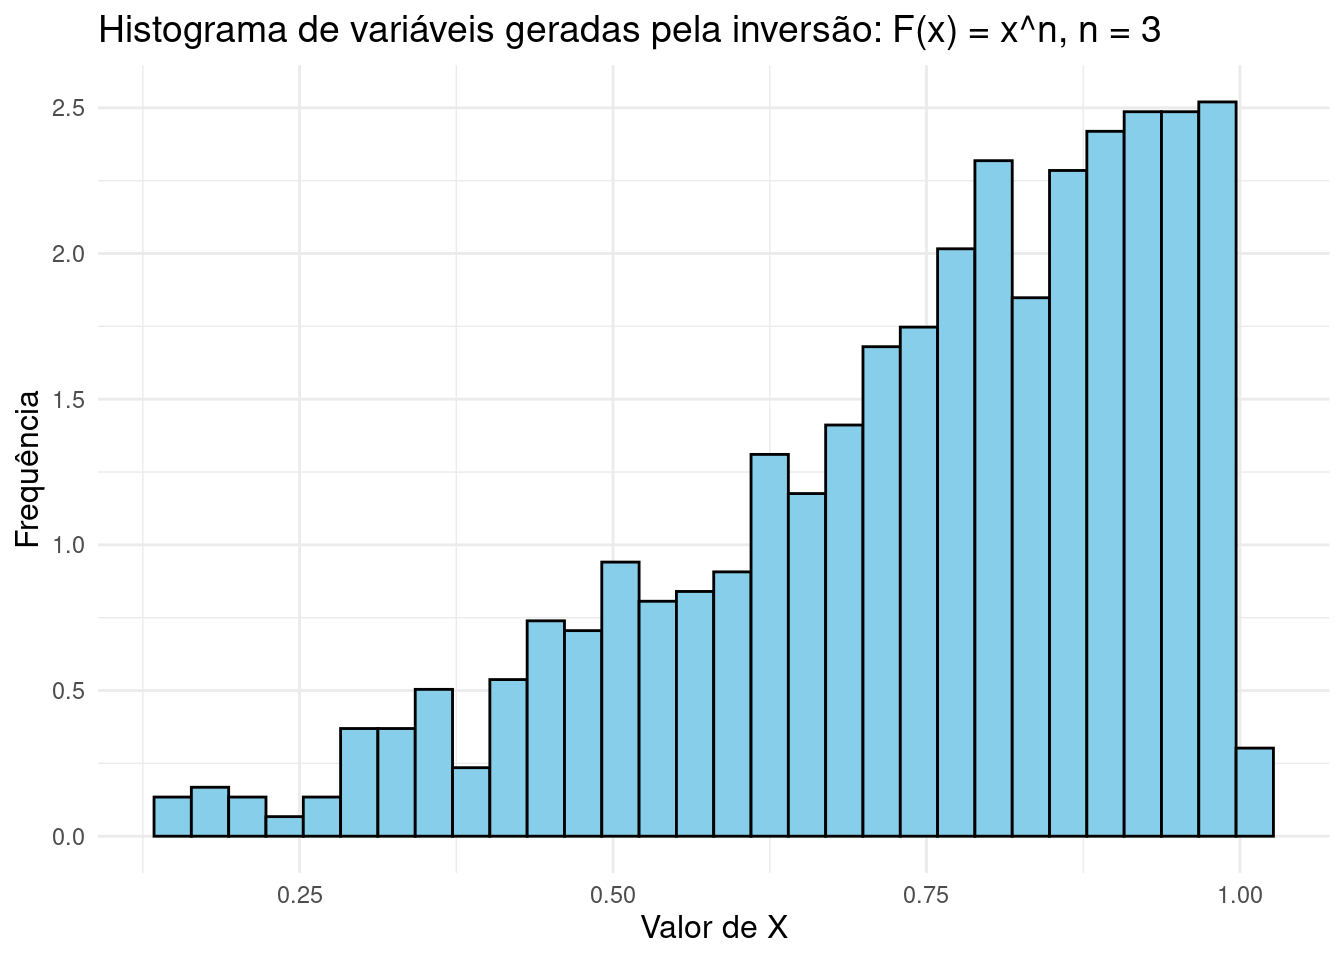 Histograma de variáveis geradas pela inversão: F(x) = x^n, n = 3
2.5
2.0
1.5
1.0
0.5
0.0
Frequência
0.25 0.50 0.75 1.00
Valor de X